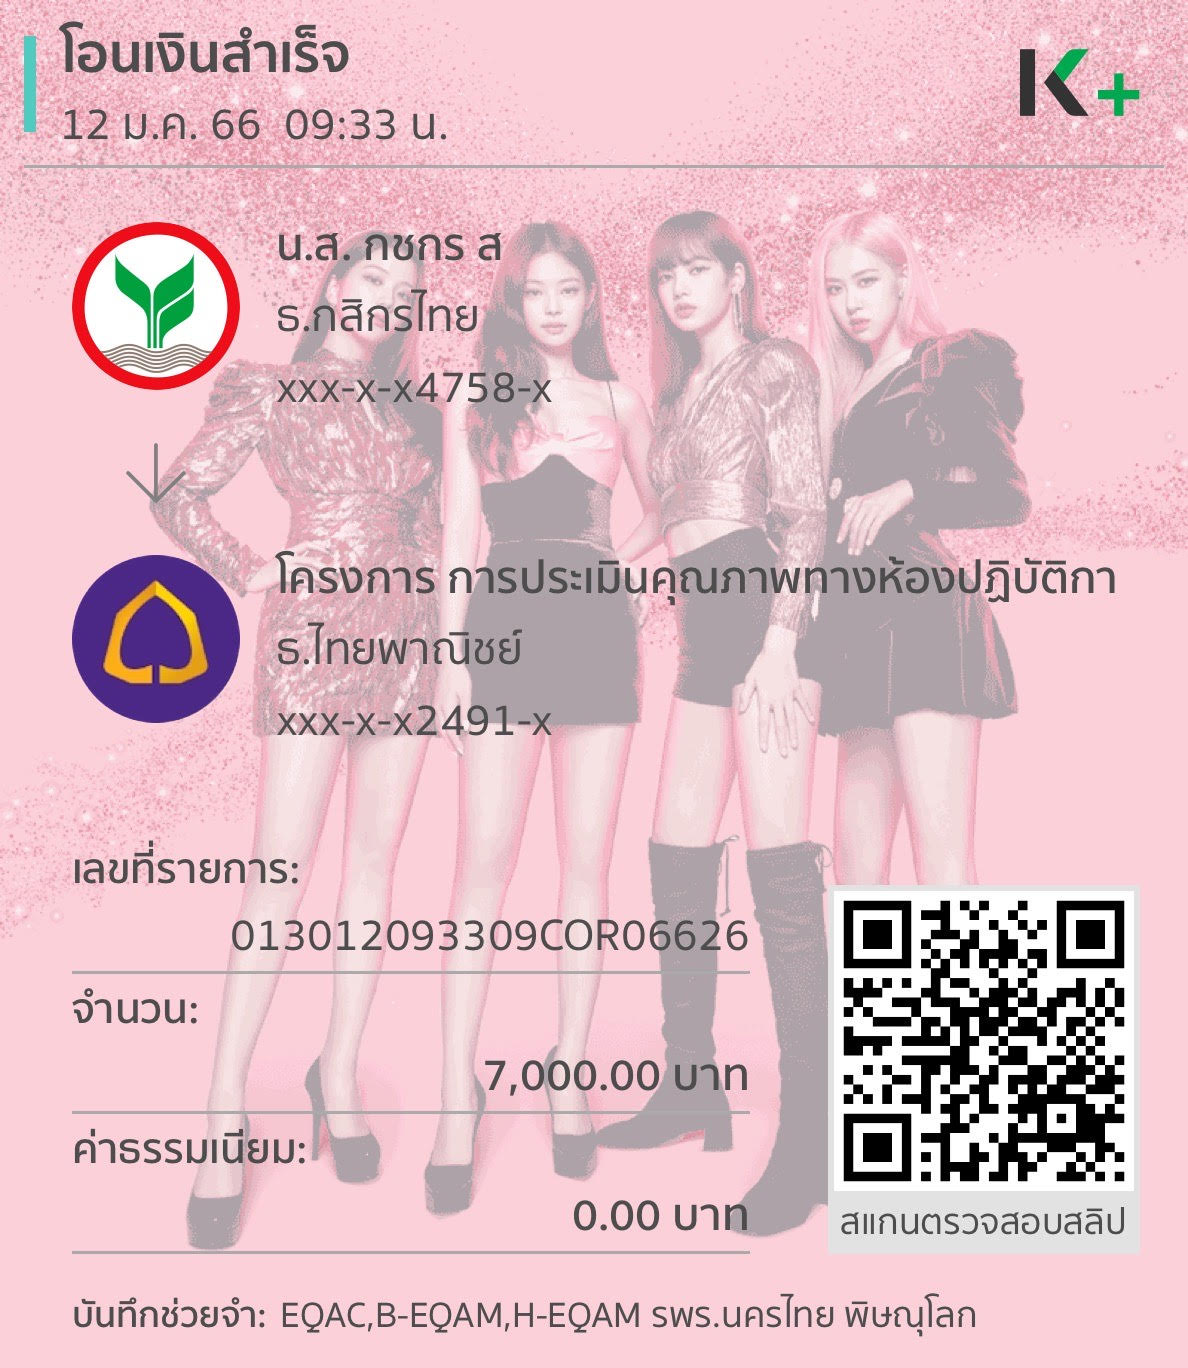 โอนเงินสำเร็จ
12 ม.ค. 66 09:33 น.
K+
น.ส. กชกร ส
ธ.กสิกรไทย
xxx-x-x4758-x
โครงการ การประเมินคุณภาพทางห้องปฏิบัติกา
ธ.ไทยพาณิชย์
xxx-x-x2491-x
เลขที่รายการ:
013012093309COR06626
จำนวน:
7,000.00 บาท
ค่าธรรมเนียม:
0.00 บาท
สแกนตรวจสอบสลิป
บันทึกช่วยจำ: EQAC,B-EQAM,H-EQAM รพร.นครไทย พิษณุโลก